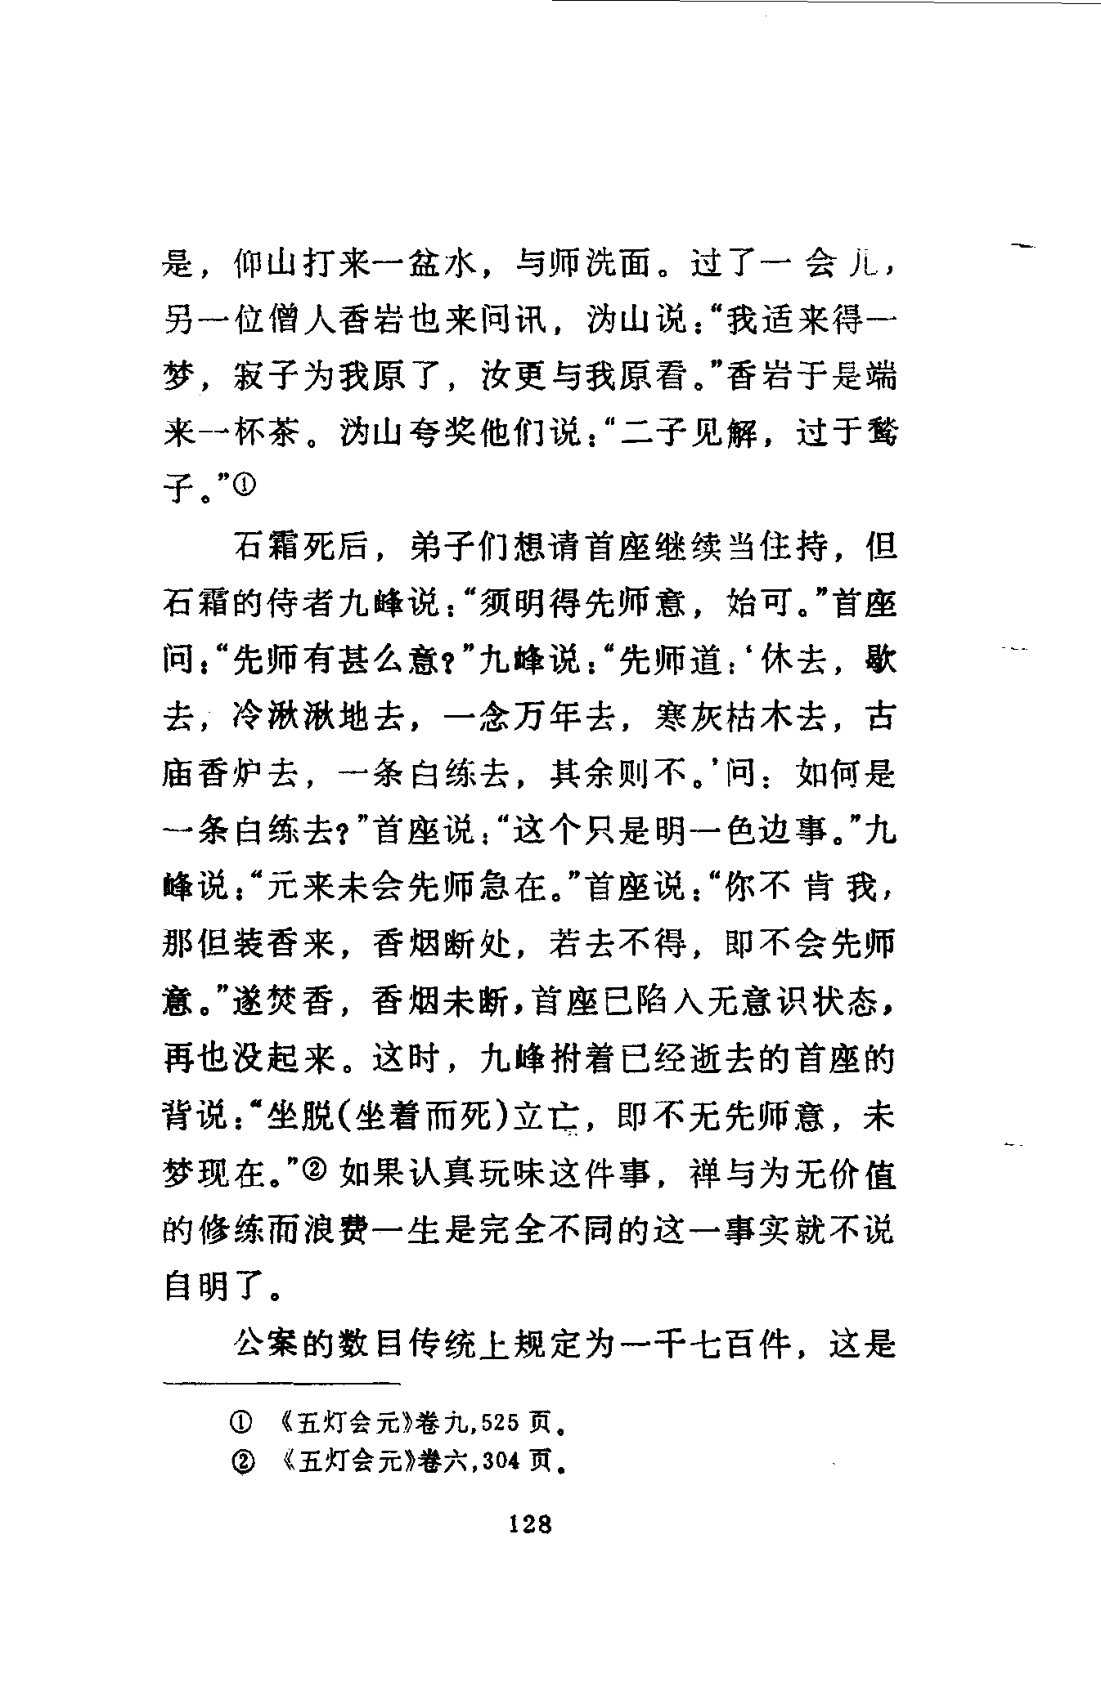 是，仰山打来一盆水，与师洗面。过了一会儿，
另一位僧人香岩也来问讯，沩山说：“我适来得一
梦，寂子为我原了，汝更与我原看。”香岩于是端
来一杯茶。沩山夸奖他们说：“二子见解，过于鹙
子。”①
石霜死后，弟子们想请首座继续当住持，但
石霜的侍者九峰说：“须明得先师意，始可。”首座
问：“先师有甚么意？”九峰说：“先师道：‘休去，歇
去，冷湫湫地去，一念万年去，寒灰枯木去，古
庙香炉去，一条白练去，其余则不。’问：如何是
一条白练去？”首座说：“这个只是明一色边事。”九
峰说：“元来未会先师急在。”首座说：“你不肯我，
那但装香来，香烟断处，若去不得，即不会先师
意。”遂焚香，香烟未断，首座已陷入无意识状态，
再也没起来。这时，九峰拊着已经逝去的首座的
背说：“坐脱(坐着而死)立亡，即不无先师意，未
梦现在。”②如果认真玩味这件事，禅与为无价值
的修练而浪费一生是完全不同的这一事实就不说
自明了。
公案的数目传统上规定为一千七百件，这是
① 《五灯会元》卷九，525页。
② 《五灯会元》卷六，304页。
128